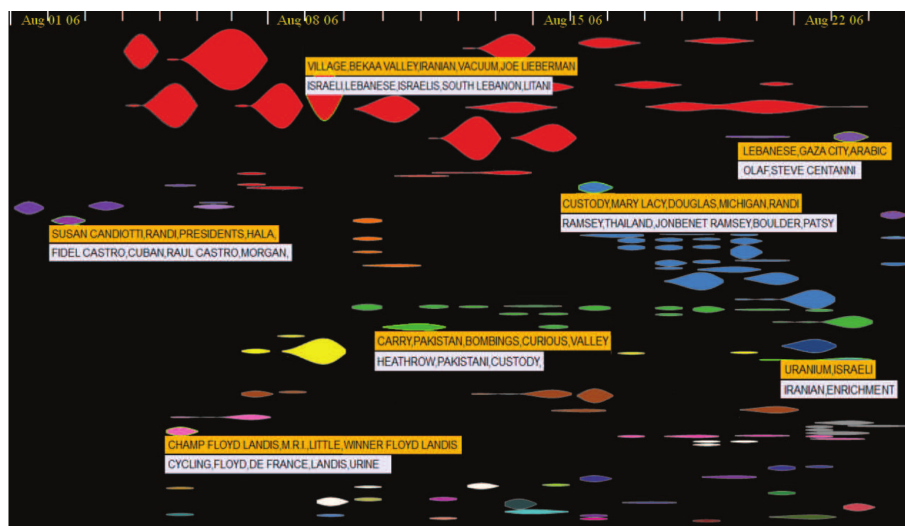 Aug 01 06
Aug 08 06
Aug 15 06
Aug 22 06
VILLAGE,BEKAA VALLEY,IRANIAN,VACUUM,JOE LIEBERMAN
ISRAELI,LEBANESE,ISRAELIS,SOUTH LEBANON,LITANI
LEBANESE,GAZA CITY,ARABIC
OLAF,STEVE CENTANNI
CUSTODY,MARY LACY,DOUGLAS,MICHIGAN,RANDI
RAMSEY,THAILAND,JONBENET RAMSEY,BOULDER,PATSY
SUSAN CANDIOTTI,RANDI,PRESIDENTS,HALA,
FIDEL CASTRO,CUBAN,RAUL CASTRO,MORGAN,
CARRY,PAKISTAN,BOMBINGS,CURIOUS,VALLEY
HEATHROW,PAKISTANI,CUSTODY,
URANIUM,ISRAELI
IRANIAN,ENRICHMENT
CHAMP FLOYD LANDIS,M.R.I.,LITTLE,WINNER FLOYD LANDIS
CYCLING,FLOYD,DE FRANCE,LANDIS,URINE